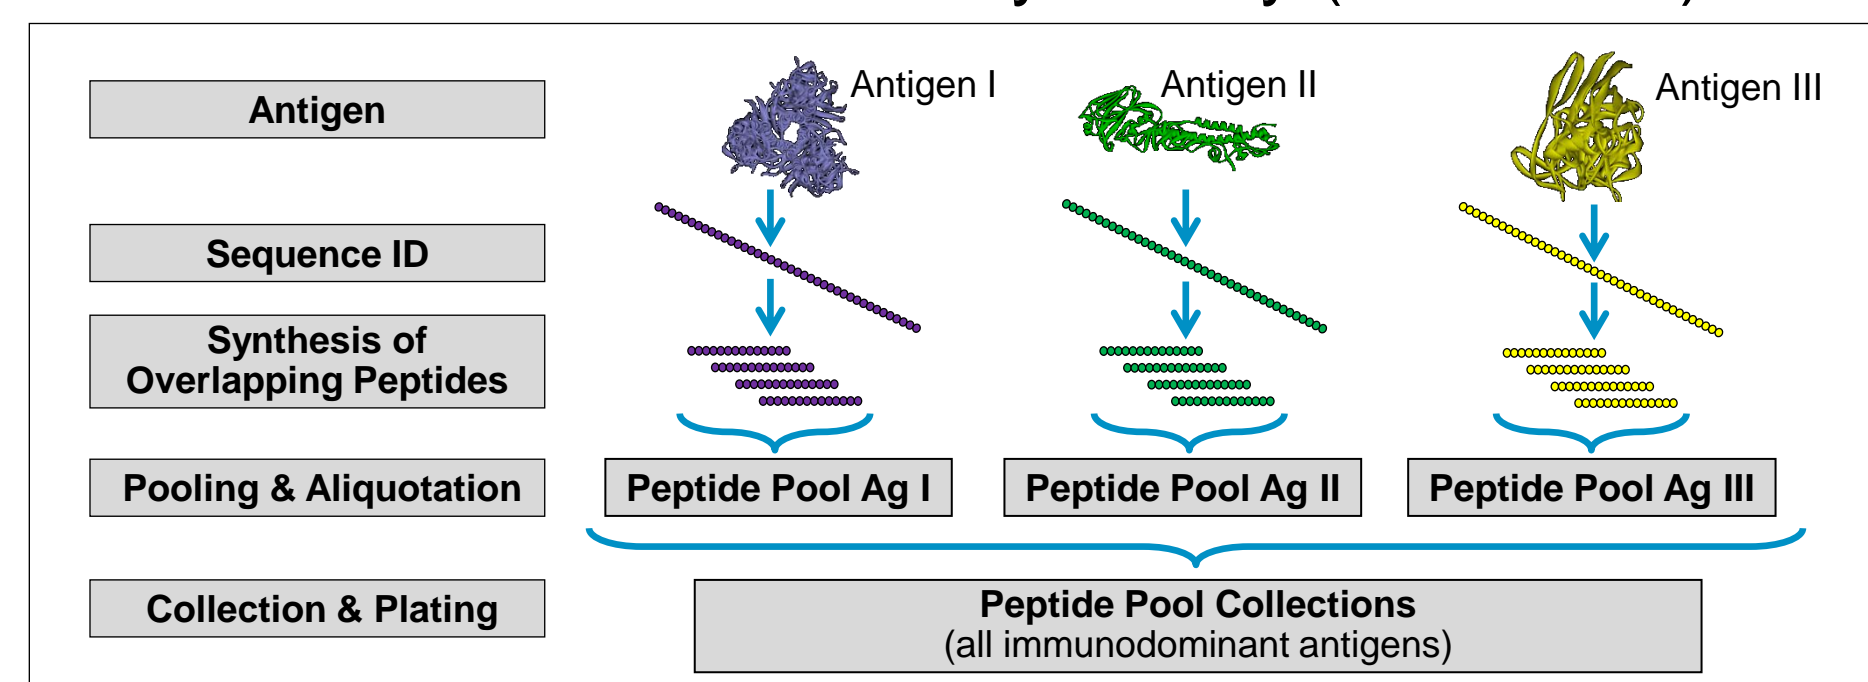 Antigen
Antigen I
Antigen II
Antigen III
Sequence ID
Synthesis of
Overlapping Peptides
Pooling & Aliquotation
Peptide Pool Ag I
Peptide Pool Ag II
Peptide Pool Ag III
Collection & Plating
Peptide Pool Collections
(all immunodominant antigens)